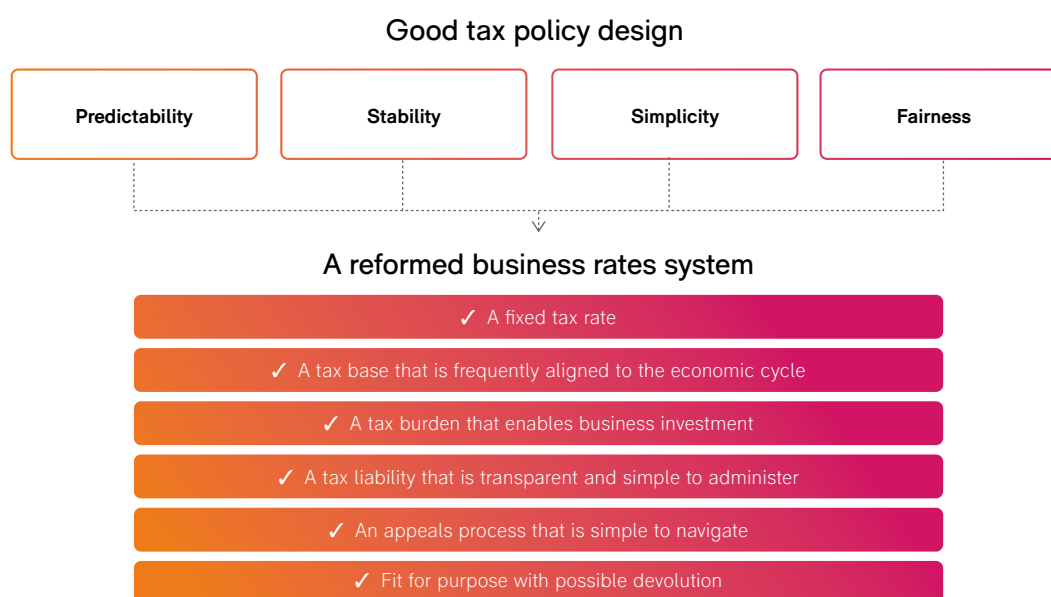 Good tax policy design
Predictability
Stability
Simplicity
Fairness
A reformed business rates system
✓ A fixed tax rate
✓ A tax base that is frequently aligned to the economic cycle
✓ A tax burden that enables business investment
✓ A tax liability that is transparent and simple to administer
✓ An appeals process that is simple to navigate
✓ Fit for purpose with possible devolution